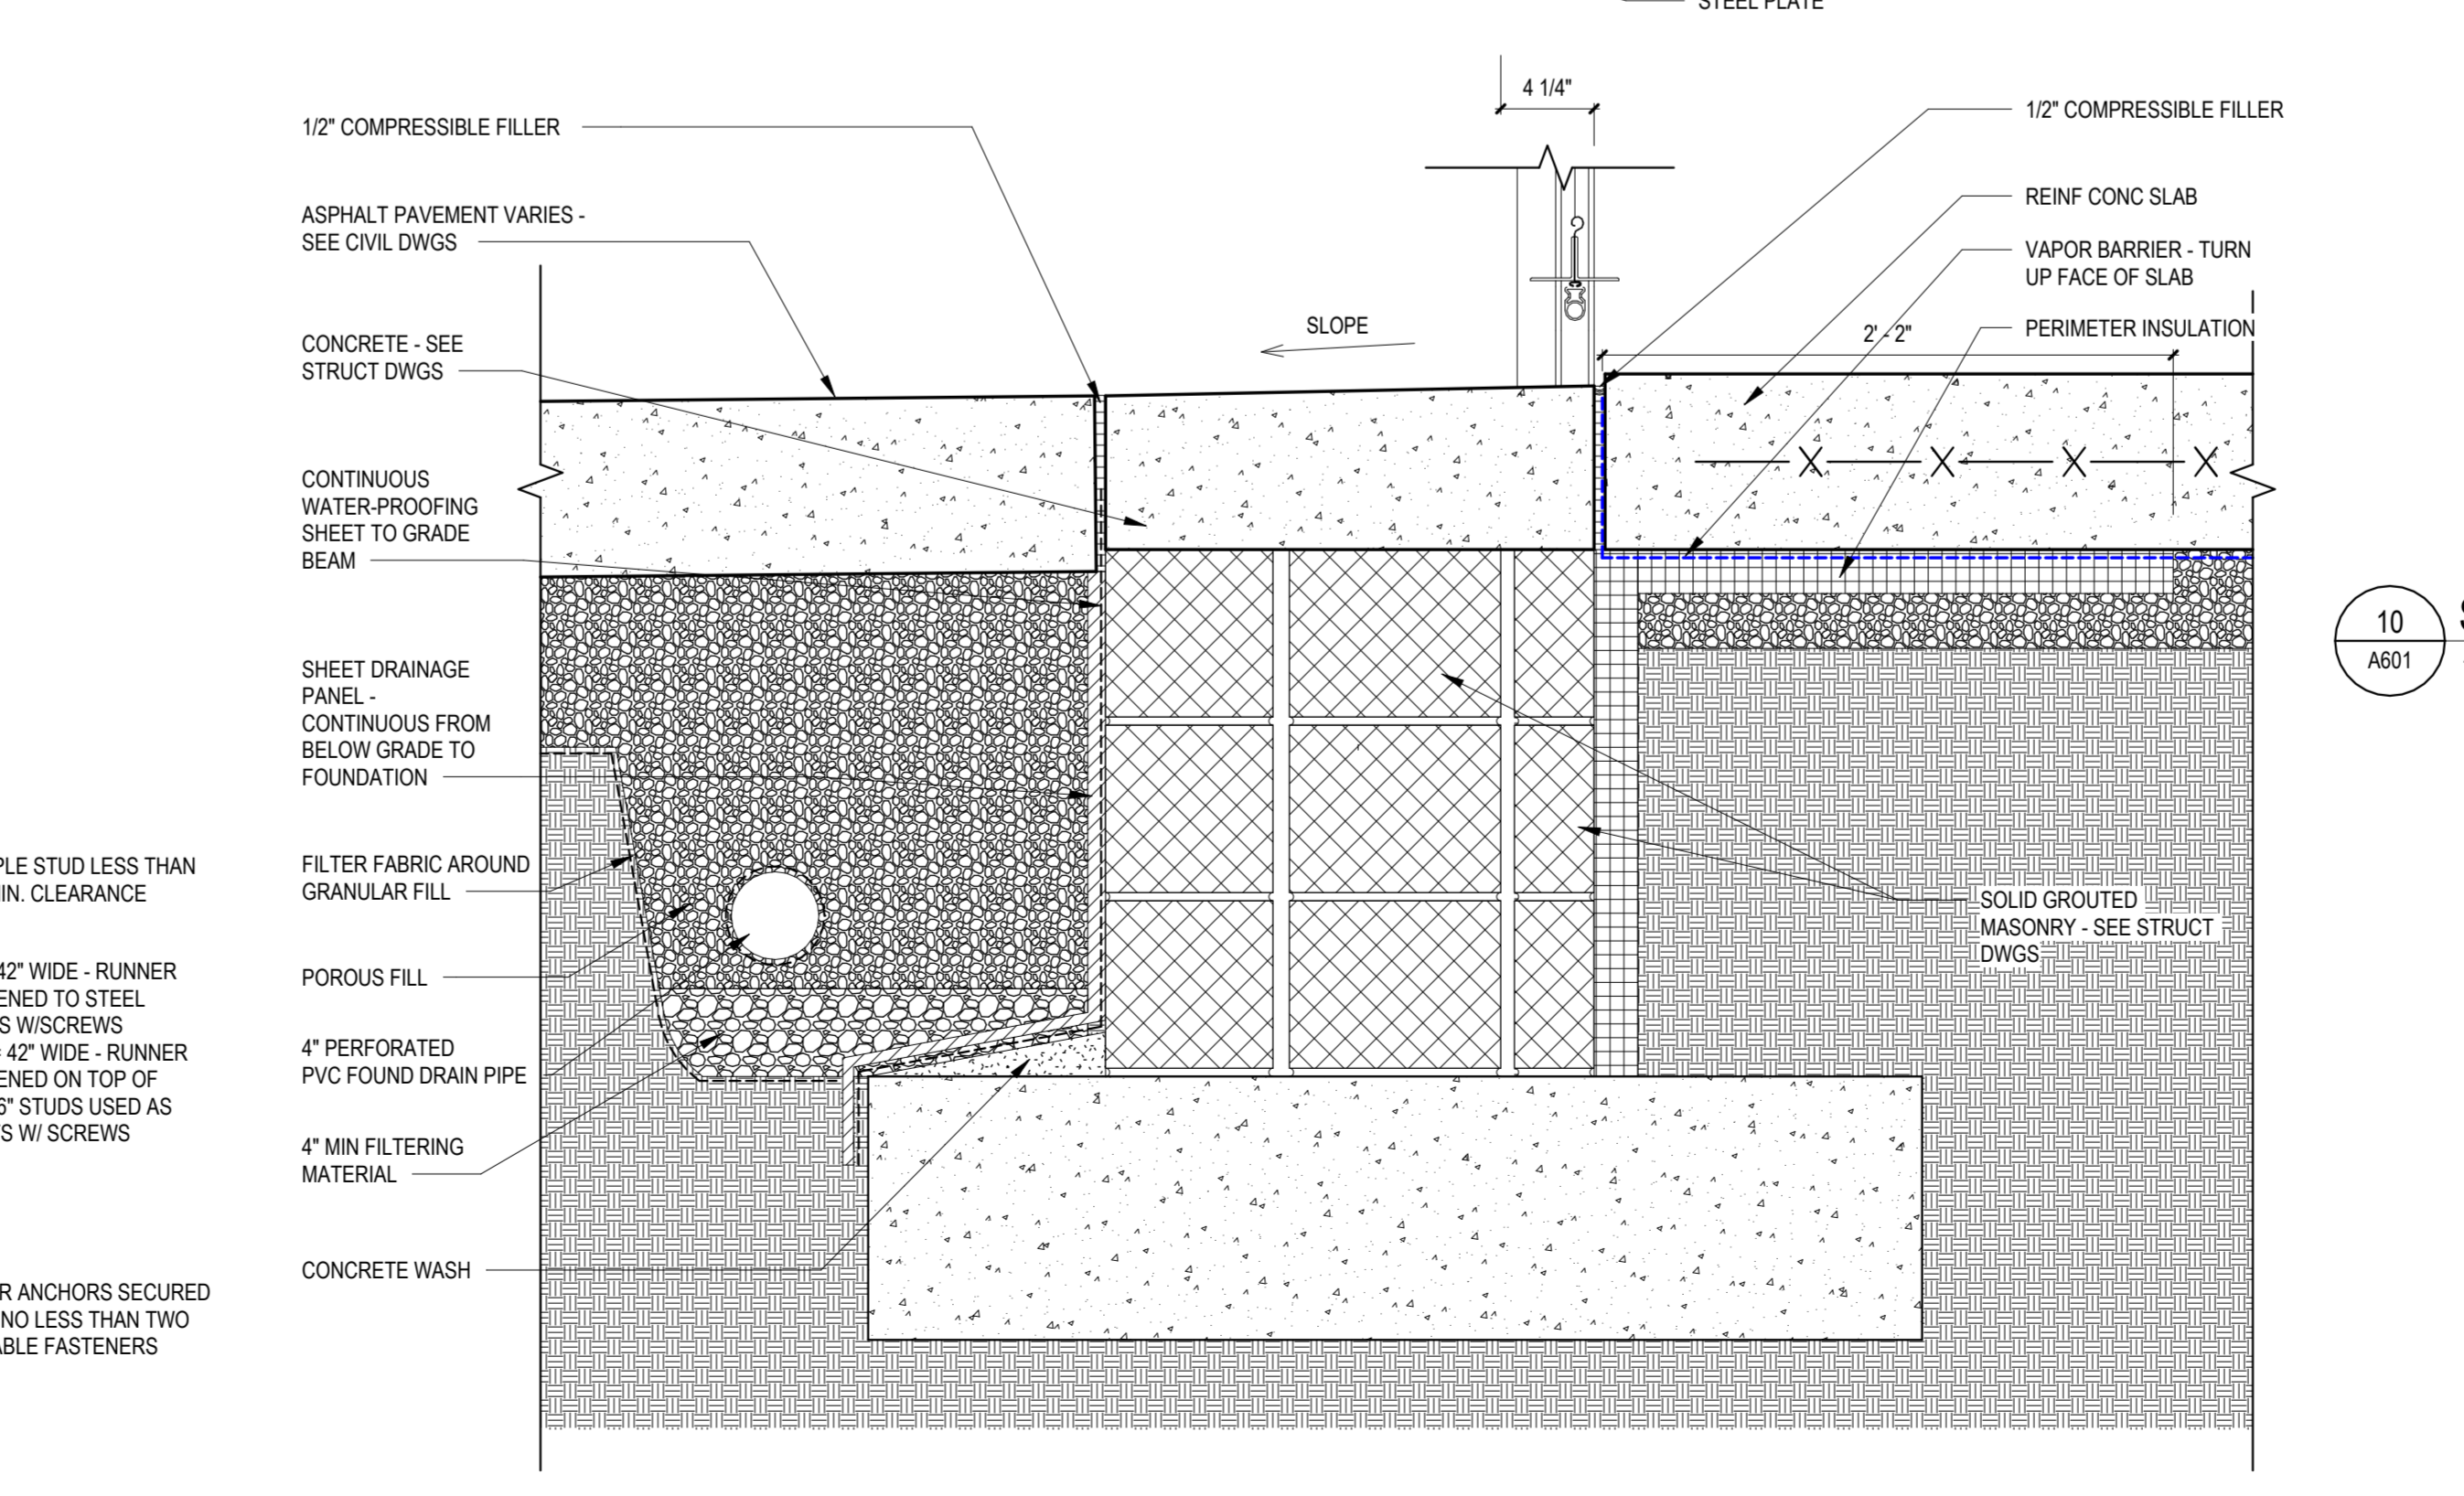 STEEL PLATE
4 1/4"
1/2" COMPRESSIBLE FILLER
ASPHALT PAVEMENT VARIES -
SEE CIVIL DWGS
CONCRETE - SEE
STRUCT DWGS
CONTINUOUS
WATER-PROOFING
SHEET TO GRADE
BEAM
SHEET DRAINAGE
PANEL -
CONTINUOUS FROM
BELOW GRADE TO
FOUNDATION
FILTER FABRIC AROUND
GRANULAR FILL
POROUS FILL
4" PERFORATED
PVC FOUND DRAIN PIPE
4" MIN FILTERING
MATERIAL
CONCRETE WASH
SLOPE
1/2" COMPRESSIBLE FILLER
REINF CONC SLAB
VAPOR BARRIER - TURN
UP FACE OF SLAB
PERIMETER INSULATION
2' - 2"
SOLID GROUTED
MASONRY - SEE STRUCT
DWGS
10
A601
PLE STUD LESS THAN
IN. CLEARANCE
42" WIDE - RUNNER
ENED TO STEEL
S W/SCREWS
42" WIDE - RUNNER
ENED ON TOP OF
6" STUDS USED AS
S W/ SCREWS
R ANCHORS SECURED
NO LESS THAN TWO
ABLE FASTENERS